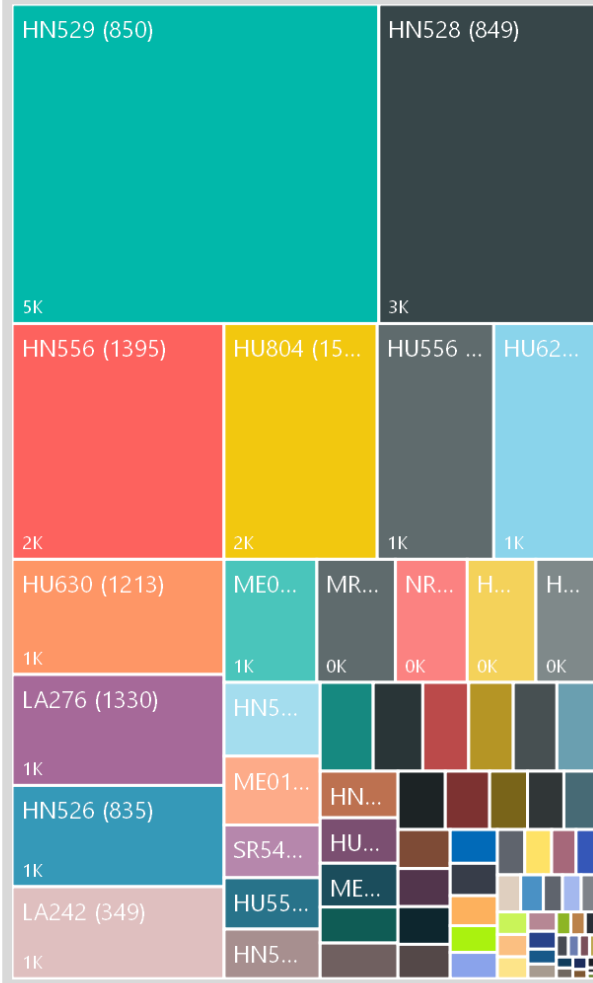 HN529 (850)
5K
HN528 (849)
3K
HN556 (1395)
2K
HU804 (15...
2K
HU556 ...
1K
HU62...
1K
HU630 (1213)
1K
ME0...
1K
MR...
0K
NR...
0K
H...
0K
H...
0K
LA276 (1330)
1K
HN526 (835)
1K
LA242 (349)
1K
HN5...
ME01...
SR54...
HU55...
HN5...
HN...
HU...
ME...